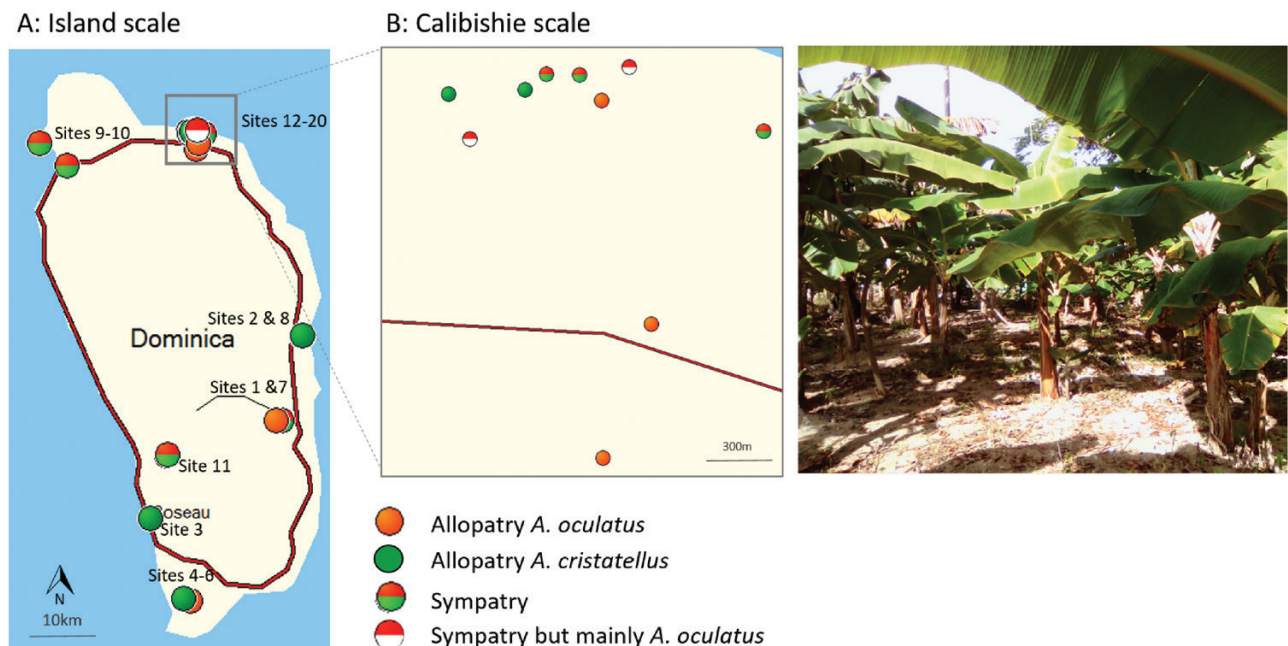 A: Island scale
B: Calibishie scale
Sites 9-10
Sites 12-20
Sites 2 & 8
Dominica
Sites 1 &7
Site 11
Roseau
Site 3
Sites 4-6
N
10km
300m
Allopatry A. oculatus
Allopatry A. cristatellus
Sympatry
Sympatry but mainly A. oculatus